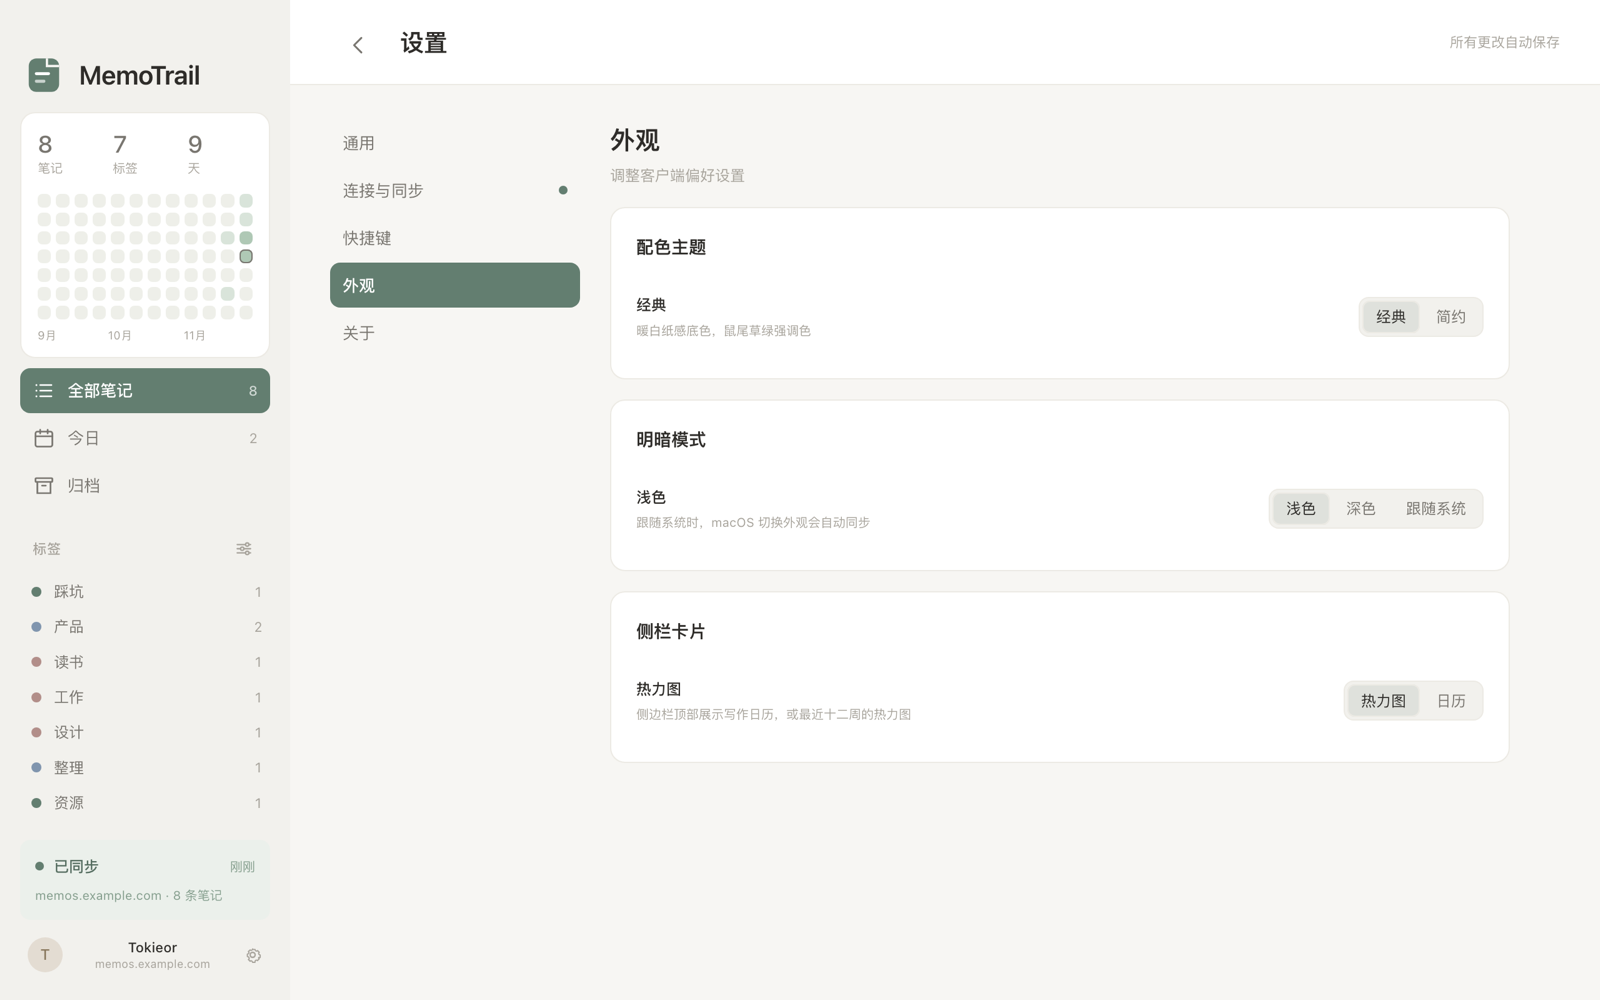 MemoTrail
8 7 9
笔记 标签 天
9月 10月 11月
全部笔记 8
今日 2
归档
标签
踩坑 1
产品 2
读书 1
工作 1
设计 1
整理 1
资源 1
已同步 刚刚
memos.example.com · 8 条笔记
T
Tokieor
memos.example.com
设置
所有更改自动保存
通用
连接与同步
快捷键
外观
关于
外观
调整客户端偏好设置
配色主题
经典
暖白纸感底色，鼠尾草绿强调色
经典 简约
明暗模式
浅色
跟随系统时，macOS 切换外观会自动同步
浅色 深色 跟随系统
侧栏卡片
热力图
侧边栏顶部展示写作日历，或最近十二周的热力图
热力图 日历